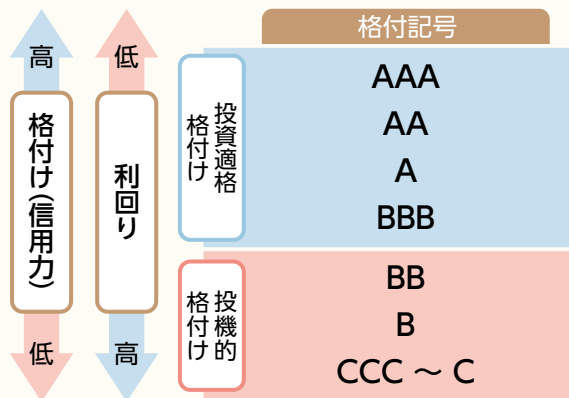 格付記号
高
格付け(信用力)
低
低
利回り
高
投資適格
格付け
AAA
AA
A
BBB
投機的
格付け
BB
B
CCC ～ C